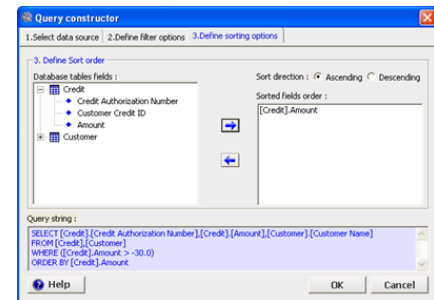 Query constructor
1.Select data source 2.Define filter options 3.Define sorting options
3. Define Sort order
Database tables fields : Sort direction : Ascending Descending
Credit
Sorted fields order :
Credit Authorization Number
[Credit].Amount
Customer Credit ID
Amount
Customer
Query string :
SELECT [Credit].[Credit Authorization Number],[Credit].[Amount],[Customer].[Customer Name]
FROM [Credit],[Customer]
WHERE ([Credit].Amount > -30.0)
ORDER BY [Credit].Amount
Help OK Cancel